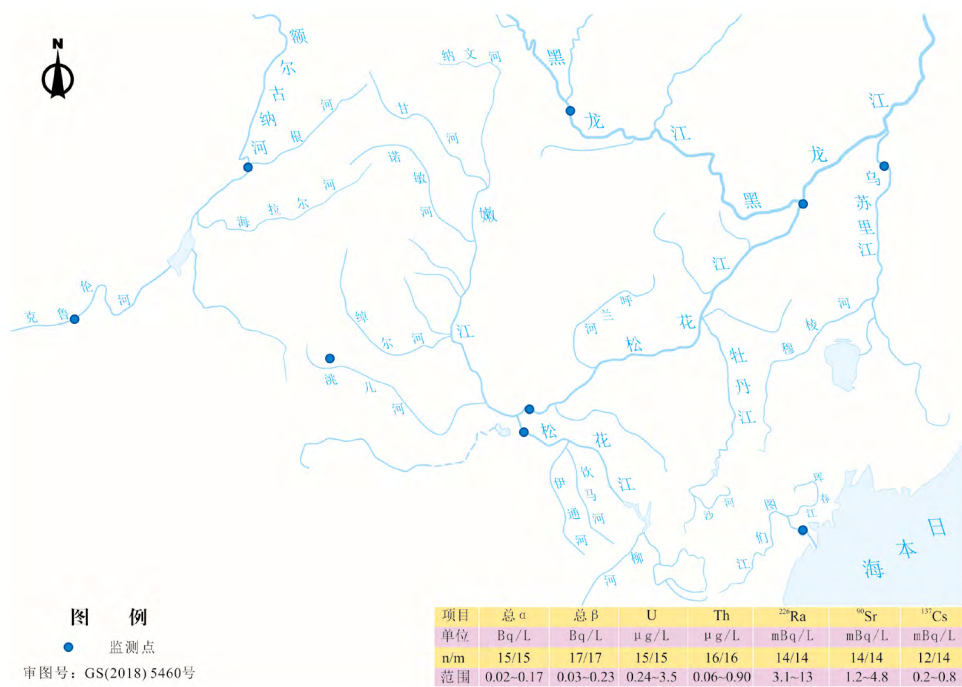 N
额尔古纳河
根河
海拉尔河
克鲁伦河
纳文河
甘河
诺敏河
嫩江
绰尔河
洮儿河
黑龙江
黑龙江
乌苏里江
松花江
呼兰河
牡丹江
穆棱河
松花江
饮马河
伊通河
柳河
沙河
图们江
珲春江
日本海
图 例
监测点
审图号：GS(2018) 5460号
项目 总α 总β U Th ²²⁶Ra ⁹⁰Sr ¹³⁷Cs
单位 Bq/L Bq/L μg/L μg/L mBq/L mBq/L mBq/L
n/m 15/15 17/17 15/15 16/16 14/14 14/14 12/14
范围 0.02~0.17 0.03~0.23 0.24~3.5 0.06~0.90 3.1~13 1.2~4.8 0.2~0.8